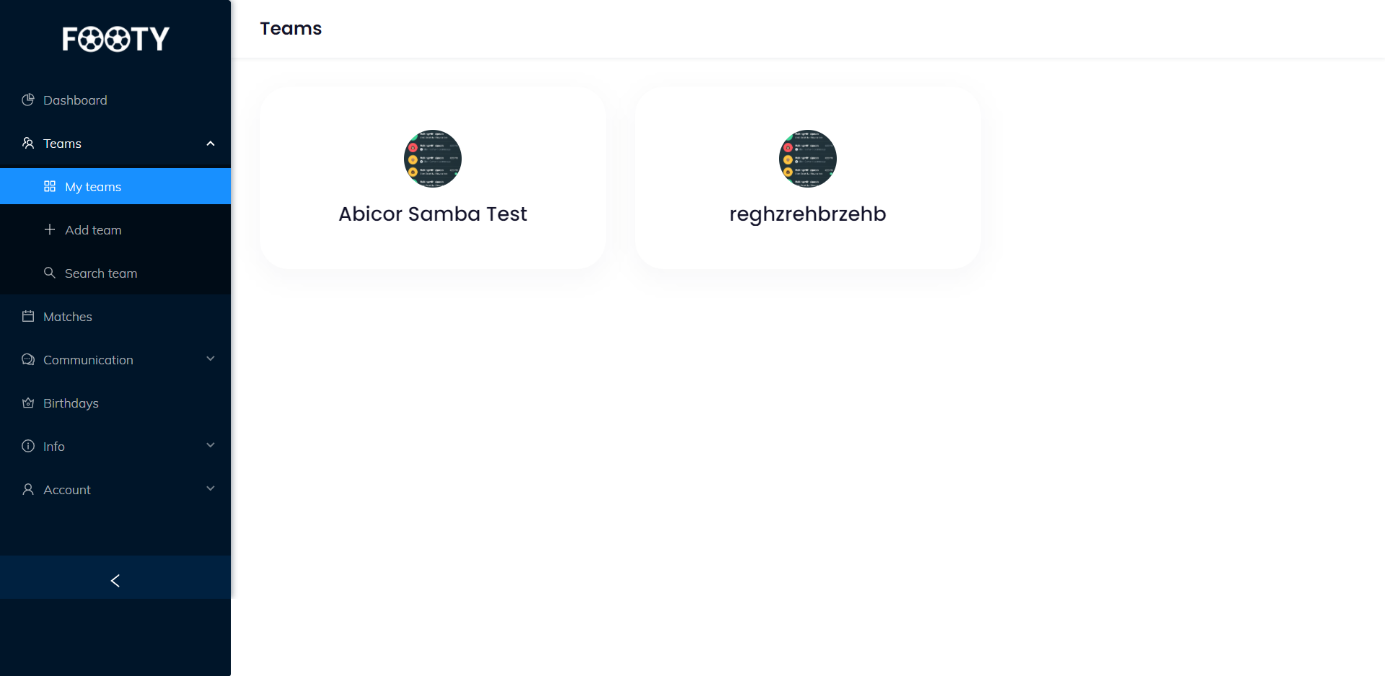 FOOTY
Dashboard
Teams
My teams
Add team
Search team
Matches
Communication
Birthdays
Info
Account
Teams
Abicor Samba Test
reghzrehbrzehb